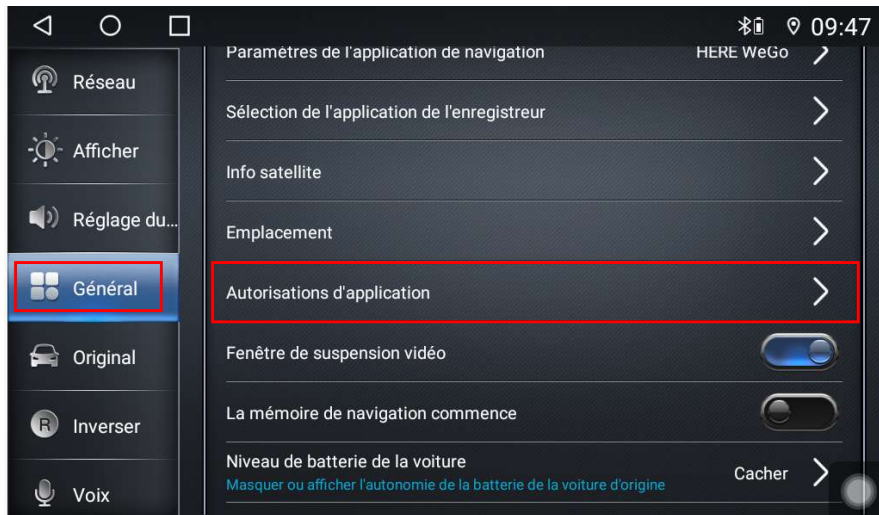 09:47
Réseau
Afficher
Réglage du...
Général
Original
R
Inverser
Voix
Paramètres de l'application de navigation HERE WeGo
Sélection de l'application de l'enregistreur
Info satellite
Emplacement
Autorisations d'application
Fenêtre de suspension vidéo
La mémoire de navigation commence
Niveau de batterie de la voiture
Masquer ou afficher l'autonomie de la batterie de la voiture d'origine
Cacher